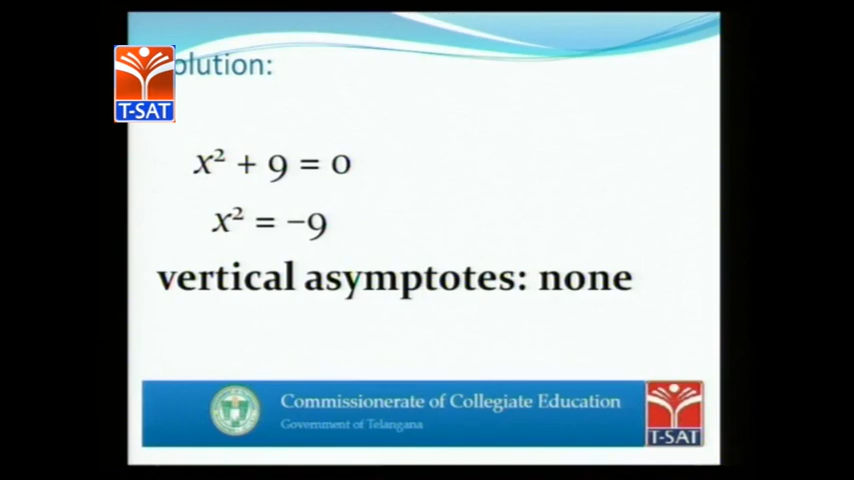 T-SAT
olution:
x² + 9 = 0
x² = −9
vertical asymptotes: none
Commissionerate of Collegiate Education
Government of Telangana
T-SAT